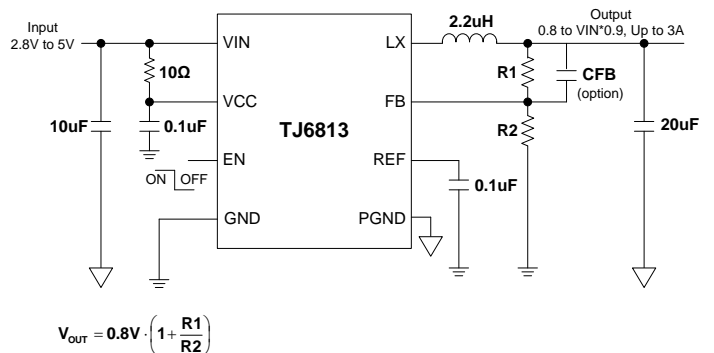 Input
2.8V to 5V
VIN
10Ω
VCC
10uF
0.1uF
EN
ON OFF
GND
TJ6813
LX
FB
REF
PGND
2.2uH
R1
R2
CFB
(option)
0.1uF
Output
0.8 to VIN*0.9, Up to 3A
20uF
V_OUT = 0.8V · (1 + R1/R2)